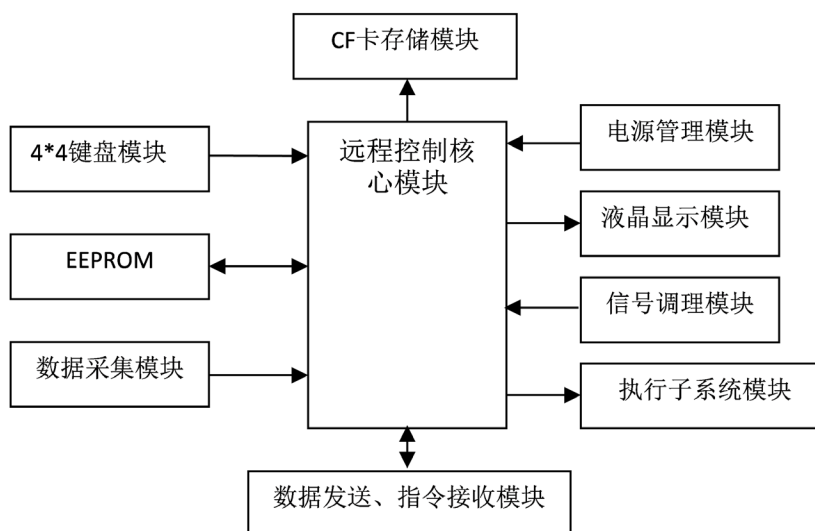 CF卡存储模块
4*4键盘模块
远程控制核
心模块
电源管理模块
液晶显示模块
EEPROM
信号调理模块
数据采集模块
执行子系统模块
数据发送、指令接收模块